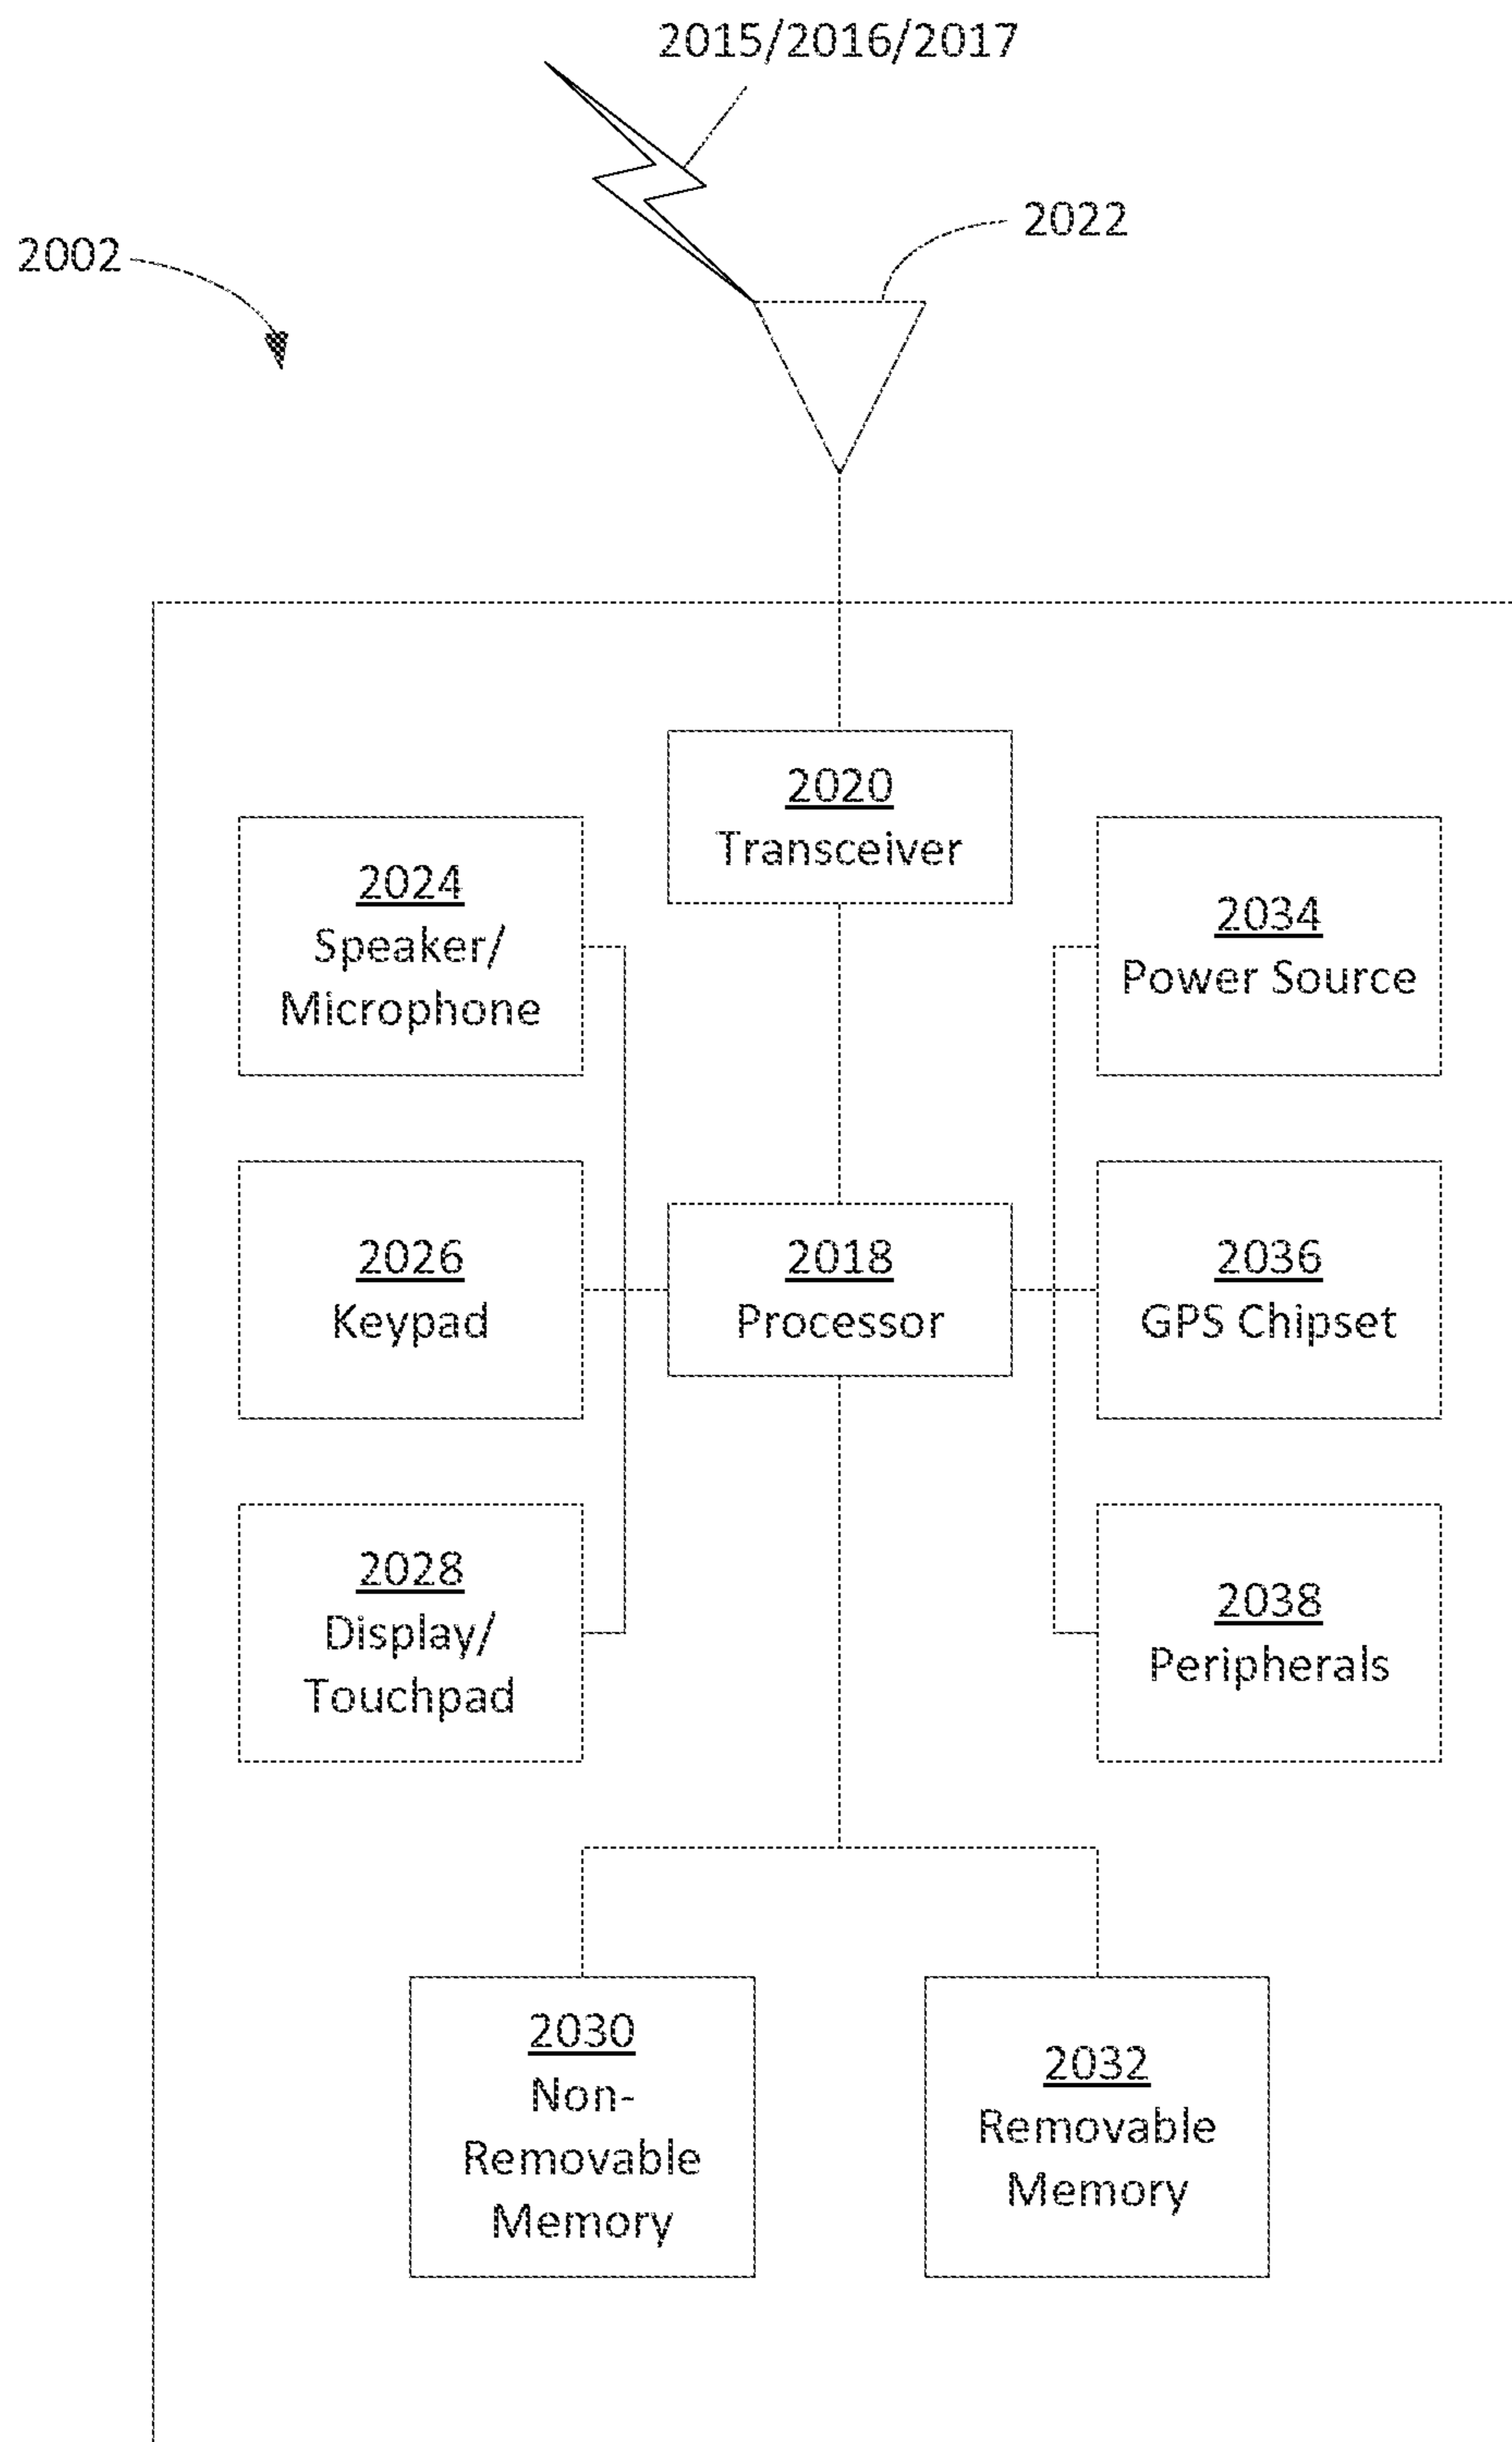 2015/2016/2017
2022
2002
2020
Transceiver
2024
Speaker/
Microphone
2034
Power Source
2026
Keypad
2018
Processor
2036
GPS Chipset
2028
Display/
Touchpad
2038
Peripherals
2030
Non-
Removable
Memory
2032
Removable
Memory